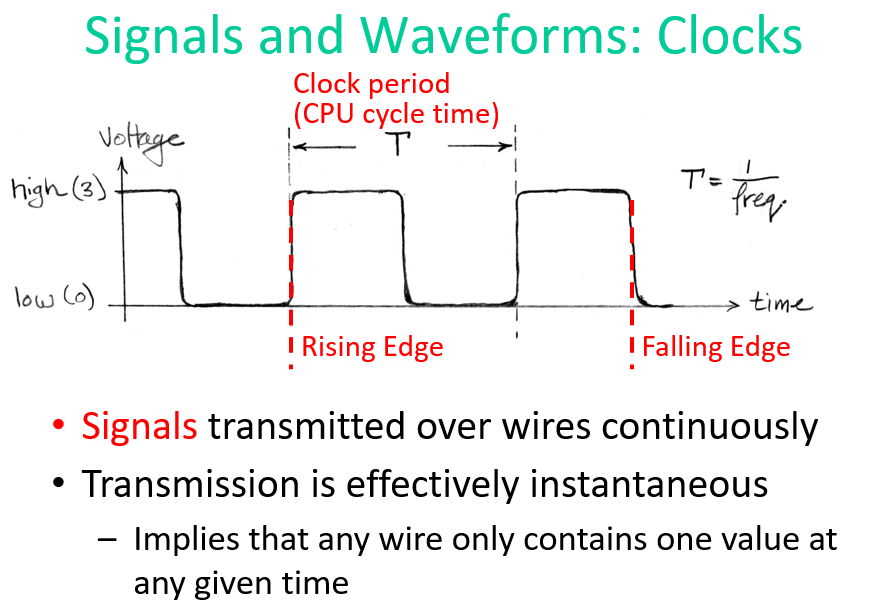 Signals and Waveforms: Clocks
Clock period
(CPU cycle time)
Voltage
T
high (3)
T = 1/freq.
low (0)
time
Rising Edge
Falling Edge
• Signals transmitted over wires continuously
• Transmission is effectively instantaneous
– Implies that any wire only contains one value at
any given time